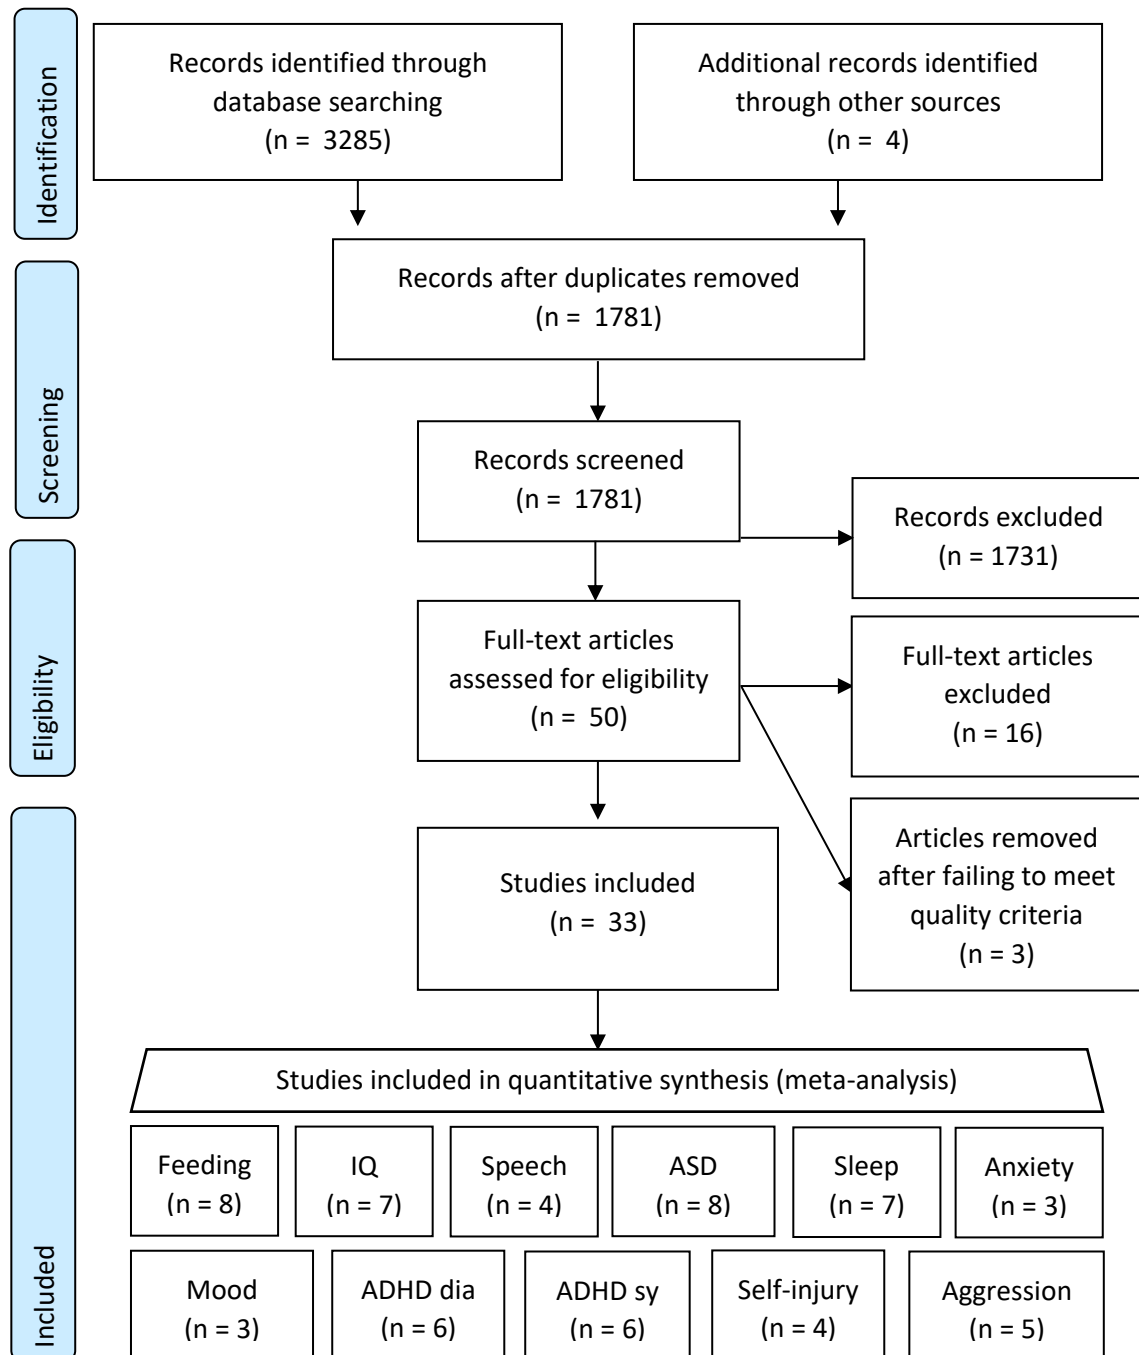 Identification
Records identified through
database searching
(n = 3285)
Additional records identified
through other sources
(n = 4)
Screening
Records after duplicates removed
(n = 1781)
Records screened
(n = 1781)
Records excluded
(n = 1731)
Eligibility
Full-text articles
assessed for eligibility
(n = 50)
Full-text articles
excluded
(n = 16)
Articles removed
after failing to meet
quality criteria
(n = 3)
Included
Studies included
(n = 33)
Studies included in quantitative synthesis (meta-analysis)
Feeding
(n = 8)
IQ
(n = 7)
Speech
(n = 4)
ASD
(n = 8)
Sleep
(n = 7)
Anxiety
(n = 3)
Mood
(n = 3)
ADHD dia
(n = 6)
ADHD sy
(n = 6)
Self-injury
(n = 4)
Aggression
(n = 5)